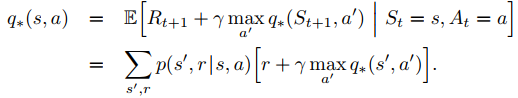 q∗(s, a) = 𝔼[R_{t+1} + γ max_{a′} q∗(S_{t+1}, a′) | S_t = s, A_t = a]
= ∑_{s′,r} p(s′, r|s, a)[r + γ max_{a′} q∗(s′, a′)].